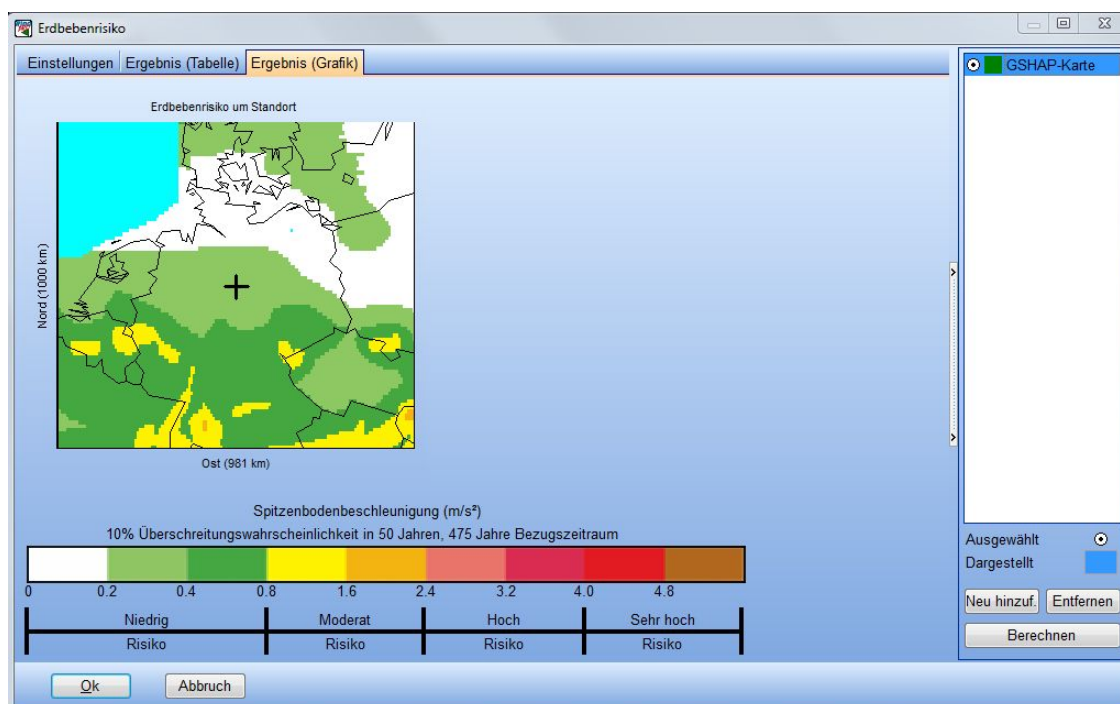 Erdbebenrisiko
Einstellungen Ergebnis (Tabelle) Ergebnis (Grafik)
GSHAP-Karte
Erdbebenrisiko um Standort
Nord (1000 km)
Ost (981 km)
Spitzenbodenbeschleunigung (m/s²)
10% Überschreitungswahrscheinlichkeit in 50 Jahren, 475 Jahre Bezugszeitraum
0 0.2 0.4 0.8 1.6 2.4 3.2 4.0 4.8
Niedrig Moderat Hoch Sehr hoch
Risiko Risiko Risiko Risiko
Ausgewählt
Dargestellt
Neu hinzuf. Entfernen
Berechnen
Ok Abbruch